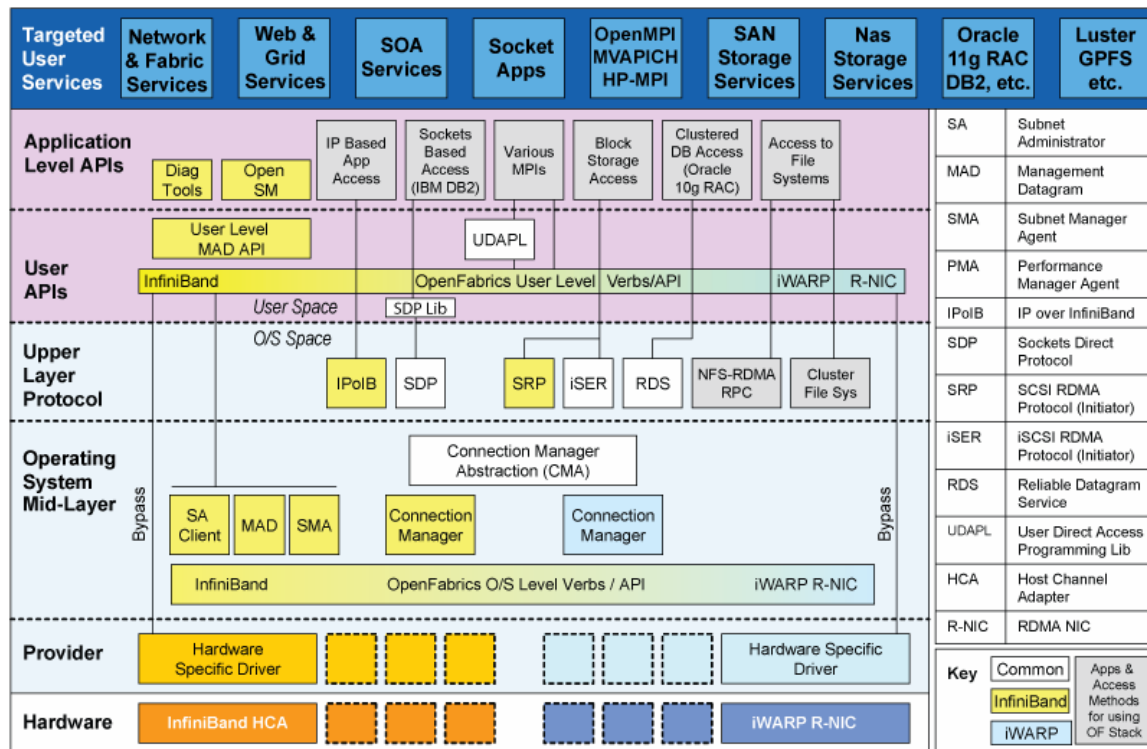 Targeted
User
Services
Network
& Fabric
Services
Web &
Grid
Services
SOA
Services
Socket
Apps
OpenMPI
MVAPICH
HP-MPI
SAN
Storage
Services
Nas
Storage
Services
Oracle
11g RAC
DB2, etc.
Luster
GPFS
etc.
Application
Level APIs
Diag
Tools
Open
SM
IP Based
App
Access
Sockets
Based
Access
(IBM DB2)
Various
MPIs
Block
Storage
Access
Clustered
DB Access
(Oracle
10g RAC)
Access to
File
Systems
User
APIs
User Level
MAD API
UDAPL
InfiniBand
OpenFabrics User Level Verbs/API
iWARP R-NIC
User Space
SDP Lib
O/S Space
Upper
Layer
Protocol
IPoIB
SDP
SRP
iSER
RDS
NFS-RDMA
RPC
Cluster
File Sys
Operating
System
Mid-Layer
Connection Manager
Abstraction (CMA)
Bypass
SA
Client
MAD
SMA
Connection
Manager
Connection
Manager
Bypass
InfiniBand
OpenFabrics O/S Level Verbs / API
iWARP R-NIC
Provider
Hardware
Specific Driver
Hardware Specific
Driver
Hardware
InfiniBand HCA
iWARP R-NIC
SA
Subnet
Administrator
MAD
Management
Datagram
SMA
Subnet Manager
Agent
PMA
Performance
Manager Agent
IPoIB
IP over InfiniBand
SDP
Sockets Direct
Protocol
SRP
SCSI RDMA
Protocol (Initiator)
iSER
iSCSI RDMA
Protocol (Initiator)
RDS
Reliable Datagram
Service
UDAPL
User Direct Access
Programming Lib
HCA
Host Channel
Adapter
R-NIC
RDMA NIC
Key
Common
InfiniBand
iWARP
Apps &
Access
Methods
for using
OF Stack